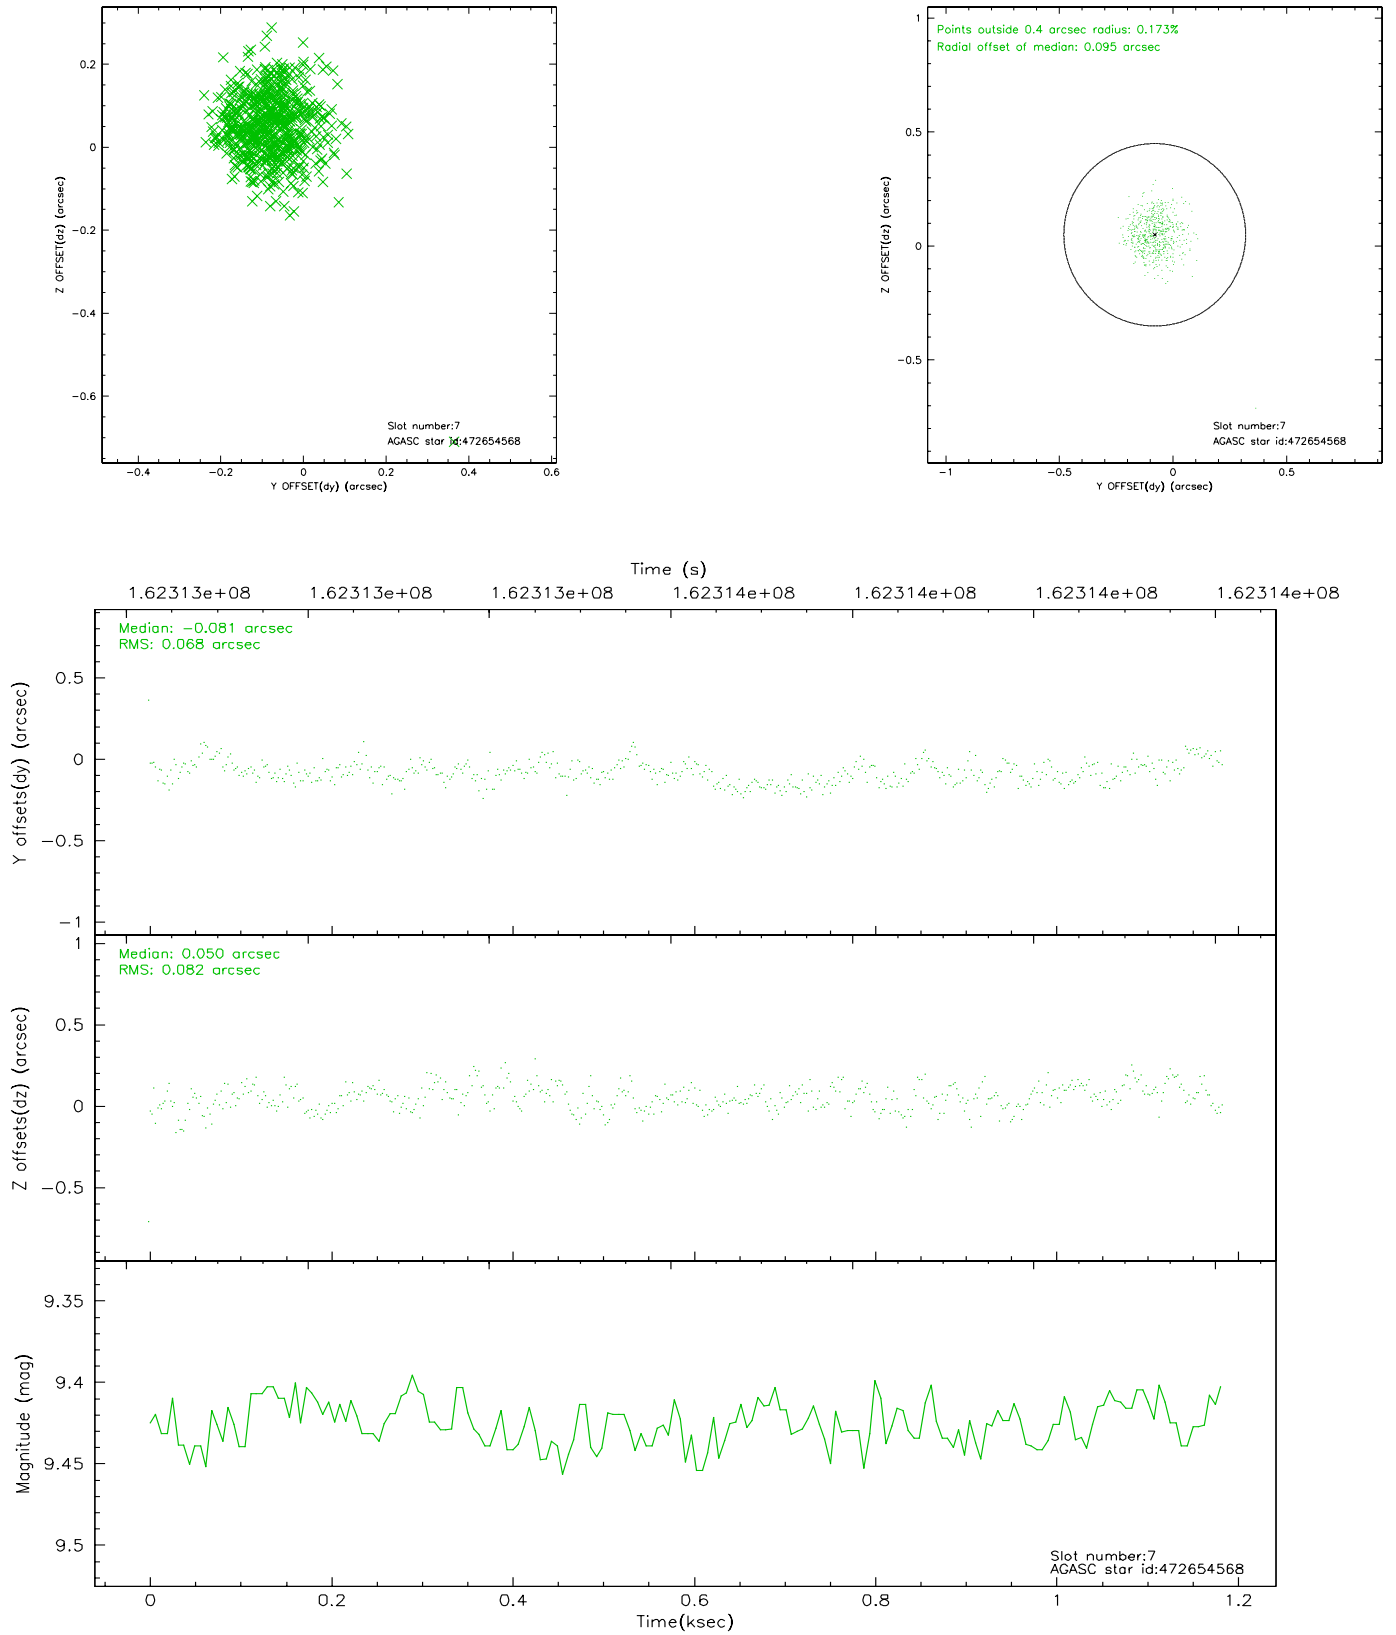 0.2
0
−0.2
−0.4
−0.6
Z OFFSET(dz) (arcsec)
Slot number:7
AGASC star id:472654568
−0.4 −0.2 0 0.2 0.4 0.6
Y OFFSET(dy) (arcsec)
Points outside 0.4 arcsec radius: 0.173%
Radial offset of median: 0.095 arcsec
1
0.5
0
−0.5
Z OFFSET(dz) (arcsec)
Slot number:7
AGASC star id:472654568
−1 −0.5 0 0.5
Y OFFSET(dy) (arcsec)
Time (s)
1.62313e+08 1.62313e+08 1.62313e+08 1.62314e+08 1.62314e+08 1.62314e+08 1.62314e+08
Median: −0.081 arcsec
RMS: 0.068 arcsec
0.5
0
−0.5
−1
Y offsets(dy) (arcsec)
Median: 0.050 arcsec
RMS: 0.082 arcsec
1
0.5
0
−0.5
Z offsets(dz) (arcsec)
9.35
9.4
9.45
9.5
Magnitude (mag)
Slot number:7
AGASC star id:472654568
0 0.2 0.4 0.6 0.8 1 1.2
Time(ksec)